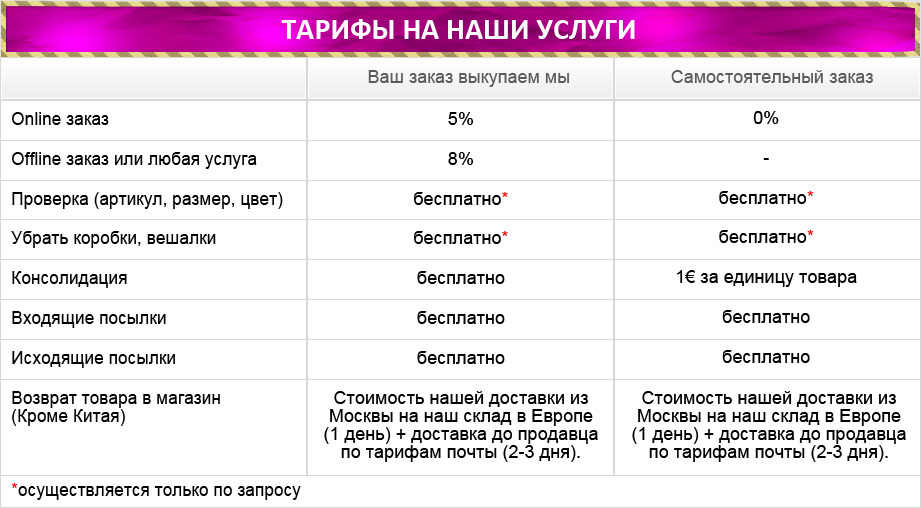 ТАРИФЫ НА НАШИ УСЛУГИ
Ваш заказ выкупаем мы Самостоятельный заказ
Online заказ 5% 0%
Offline заказ или любая услуга 8% -
Проверка (артикул, размер, цвет) бесплатно* бесплатно*
Убрать коробки, вешалки бесплатно* бесплатно*
Консолидация бесплатно 1€ за единицу товара
Входящие посылки бесплатно бесплатно
Исходящие посылки бесплатно бесплатно
Возврат товара в магазин
(Кроме Китая)
Стоимость нашей доставки из
Москвы на наш склад в Европе
(1 день) + доставка до продавца
по тарифам почты (2-3 дня).
Стоимость нашей доставки из
Москвы на наш склад в Европе
(1 день) + доставка до продавца
по тарифам почты (2-3 дня).
*осуществляется только по запросу